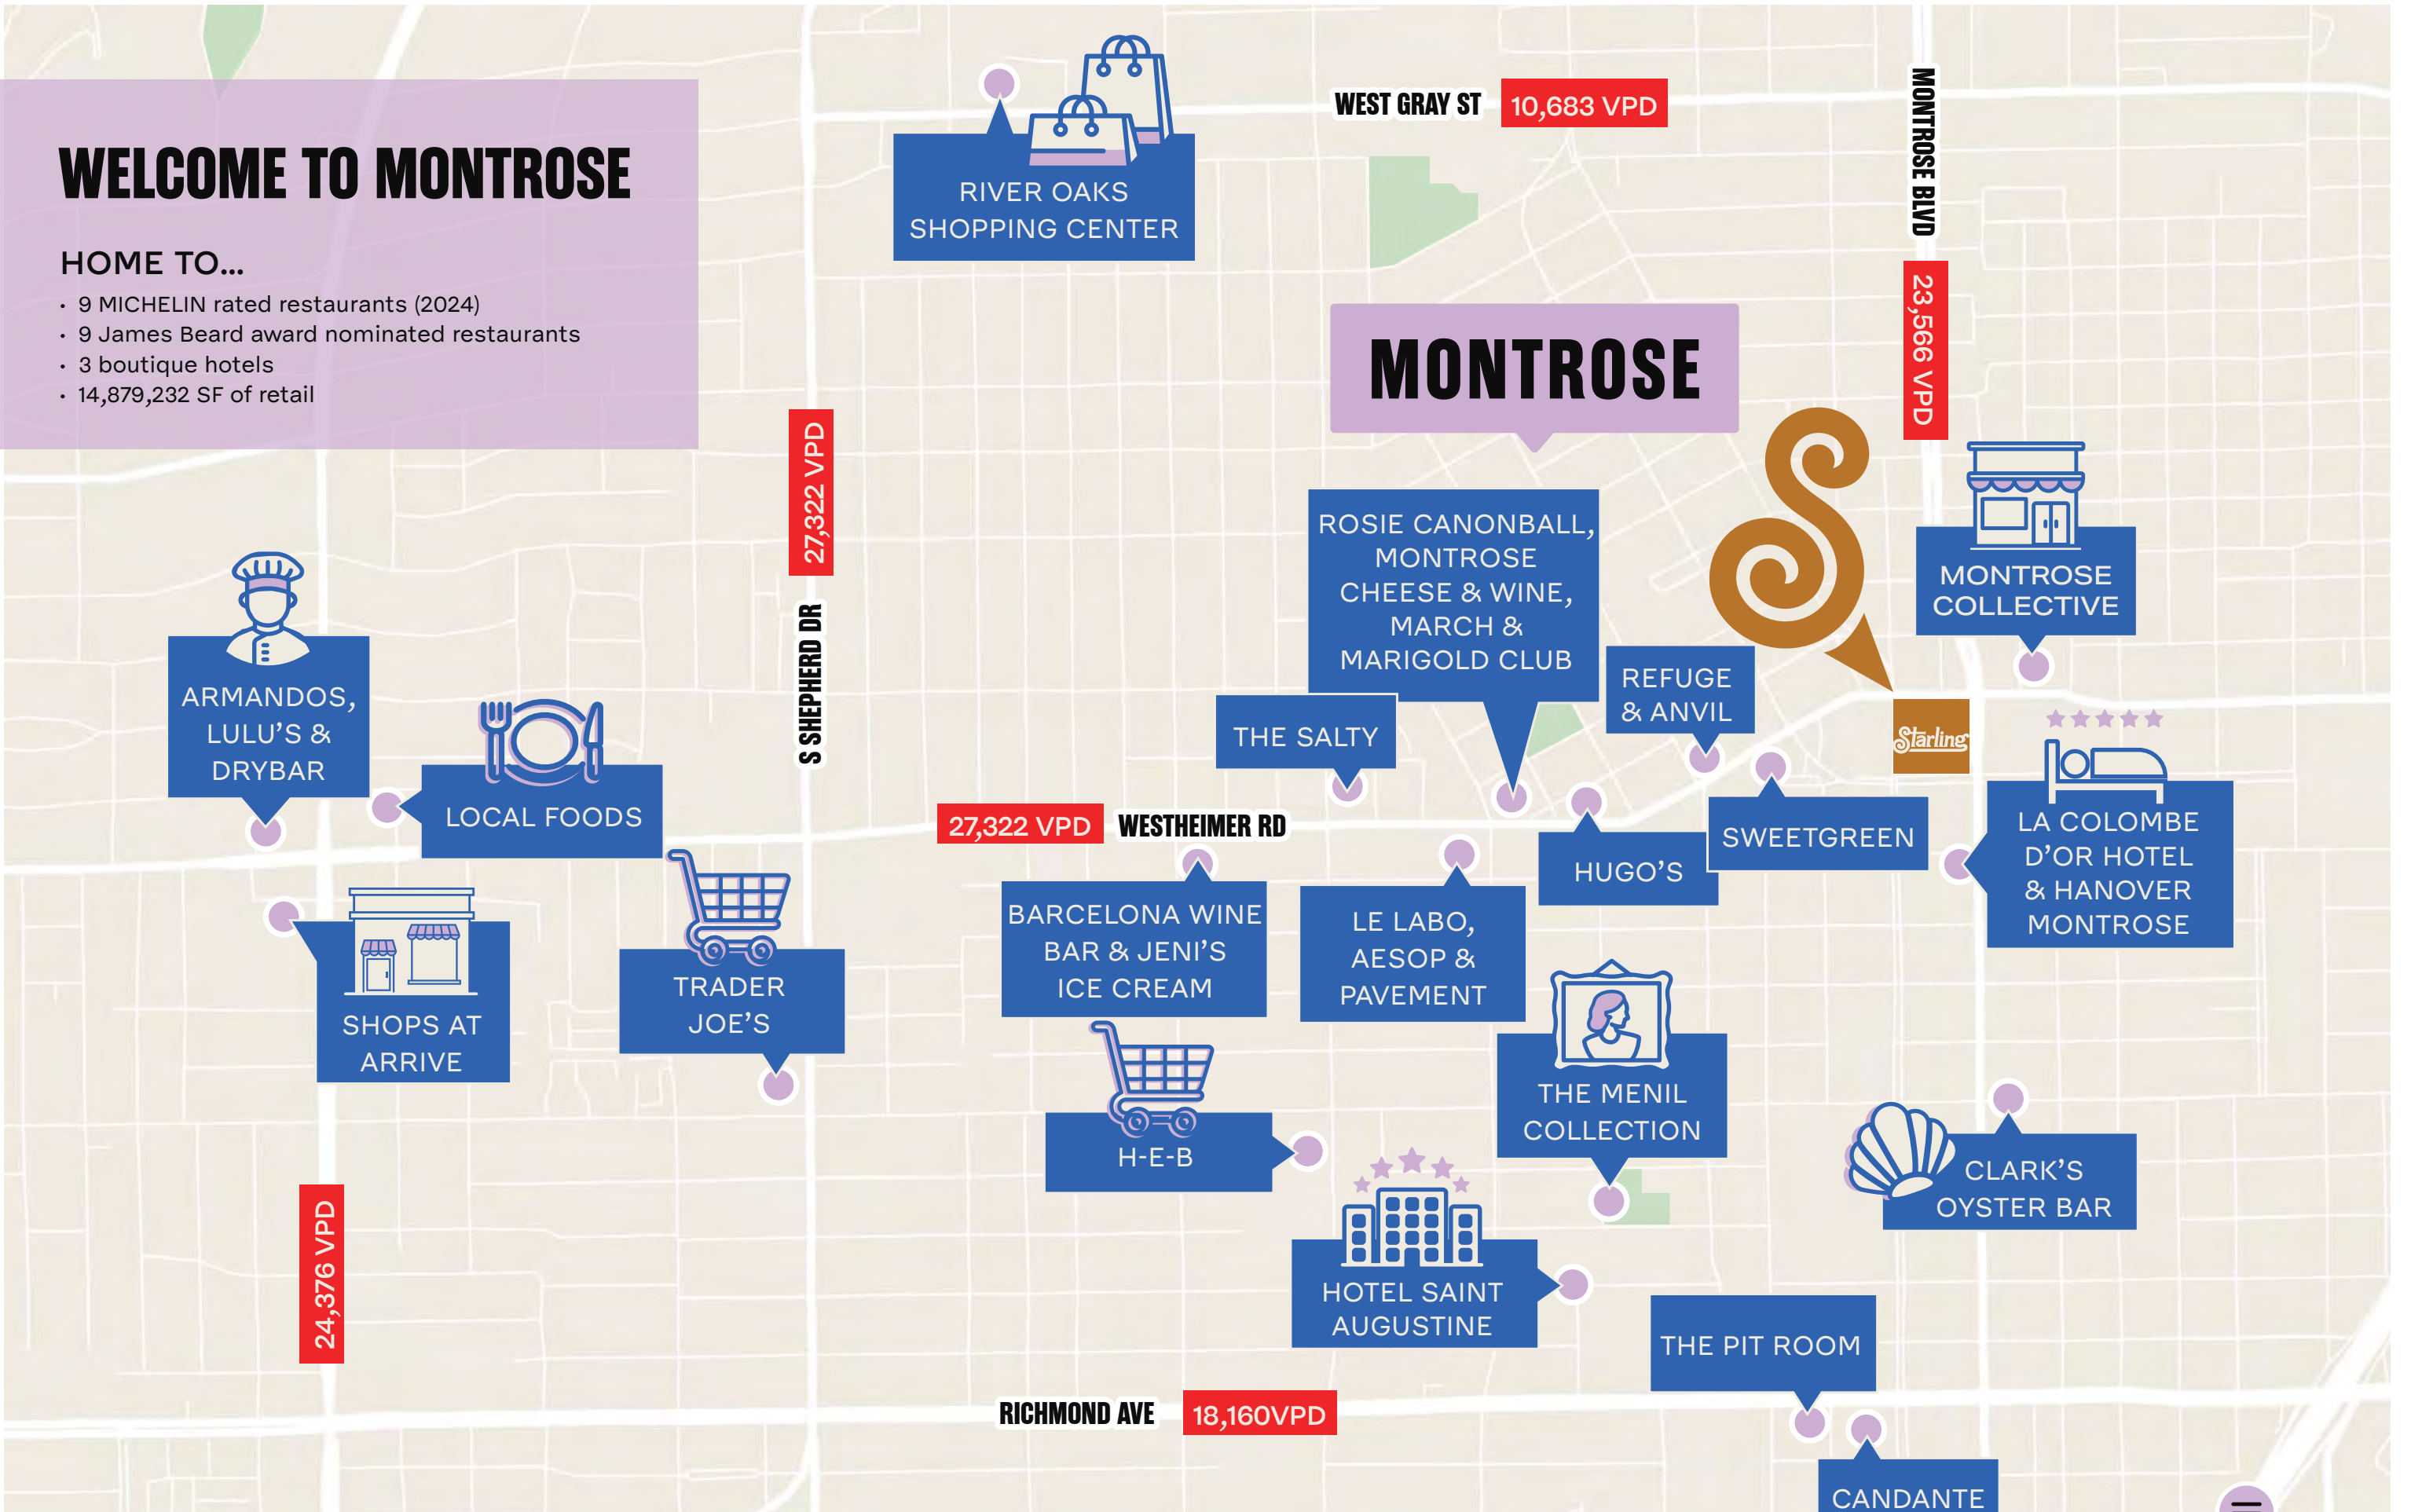 WELCOME TO MONTROSE
HOME TO...
• 9 MICHELIN rated restaurants (2024)
• 9 James Beard award nominated restaurants
• 3 boutique hotels
• 14,879,232 SF of retail
RIVER OAKS
SHOPPING CENTER
WEST GRAY ST
10,683 VPD
MONTROSE BLVD
23,566 VPD
MONTROSE
27,322 VPD
S SHEPHERD DR
ROSIE CANONBALL,
MONTROSE
CHEESE & WINE,
MARCH &
MARIGOLD CLUB
MONTROSE
COLLECTIVE
REFUGE
& ANVIL
THE SALTY
Starling
ARMANDOS,
LULU'S &
DRYBAR
LOCAL FOODS
27,322 VPD
WESTHEIMER RD
SWEETGREEN
HUGO'S
LA COLOMBE
D'OR HOTEL
& HANOVER
MONTROSE
BARCELONA WINE
BAR & JENI'S
ICE CREAM
LE LABO,
AESOP &
PAVEMENT
SHOPS AT
ARRIVE
TRADER
JOE'S
THE MENIL
COLLECTION
H-E-B
CLARK'S
OYSTER BAR
24,376 VPD
HOTEL SAINT
AUGUSTINE
THE PIT ROOM
RICHMOND AVE
18,160VPD
CANDANTE